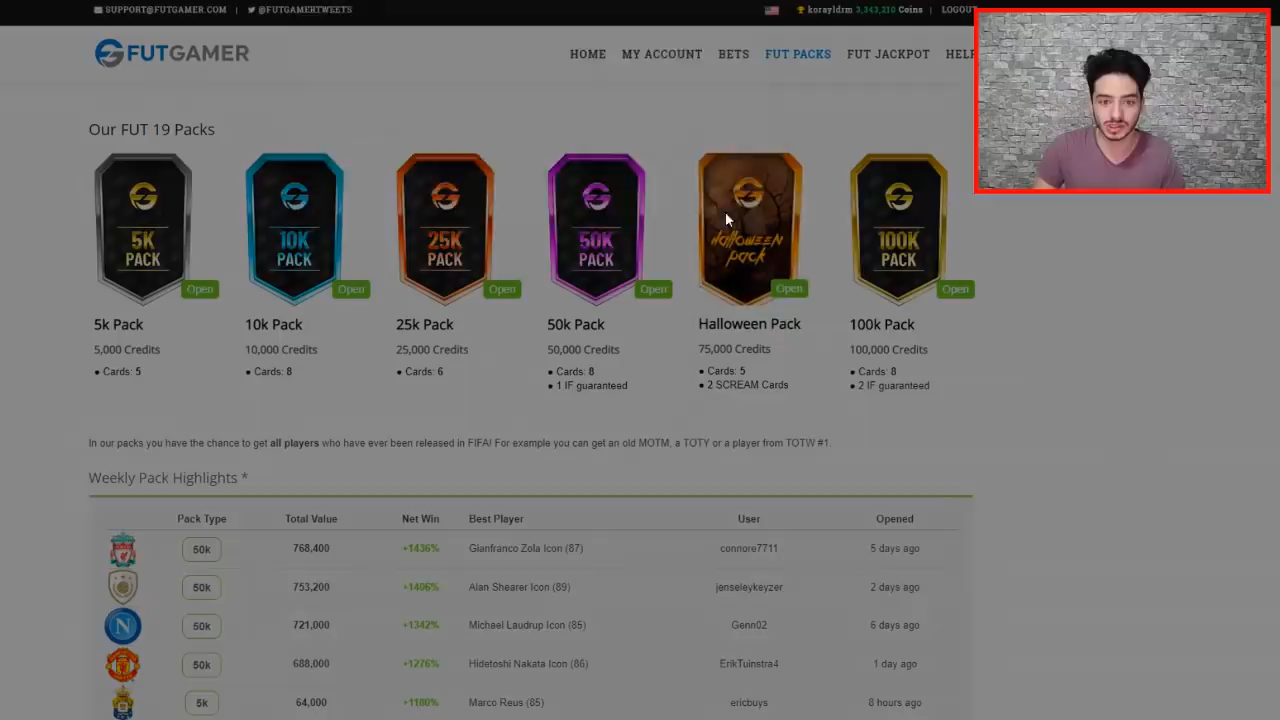 SUPPORT@FUTGAMER.COM | @FUTGAMERTWEETS korayldrm 3,343,210 Coins | LOGOUT
FUTGAMER HOME MY ACCOUNT BETS FUT PACKS FUT JACKPOT HELP
Our FUT 19 Packs
5K PACK
10K PACK
25K PACK
50K PACK
Halloween pack
100K PACK
Open Open Open Open Open Open
5k Pack 10k Pack 25k Pack 50k Pack Halloween Pack 100k Pack
5,000 Credits 10,000 Credits 25,000 Credits 50,000 Credits 75,000 Credits 100,000 Credits
• Cards: 5 • Cards: 8 • Cards: 6 • Cards: 8 • Cards: 5 • Cards: 8
• 1 IF guaranteed • 2 SCREAM Cards • 2 IF guaranteed
In our packs you have the chance to get all players who have ever been released in FIFA! For example you can get an old MOTM, a TOTY or a player from TOTW #1.
Weekly Pack Highlights *
Pack Type Total Value Net Win Best Player User Opened
50k 768,400 +1436% Gianfranco Zola Icon (87) connore7711 5 days ago
50k 753,200 +1406% Alan Shearer Icon (89) jenseleykeyzer 2 days ago
50k 721,000 +1342% Michael Laudrup Icon (85) Genn02 6 days ago
50k 688,000 +1276% Hidetoshi Nakata Icon (86) ErikTuinstra4 1 day ago
5k 64,000 +1180% Marco Reus (85) ericbuys 8 hours ago